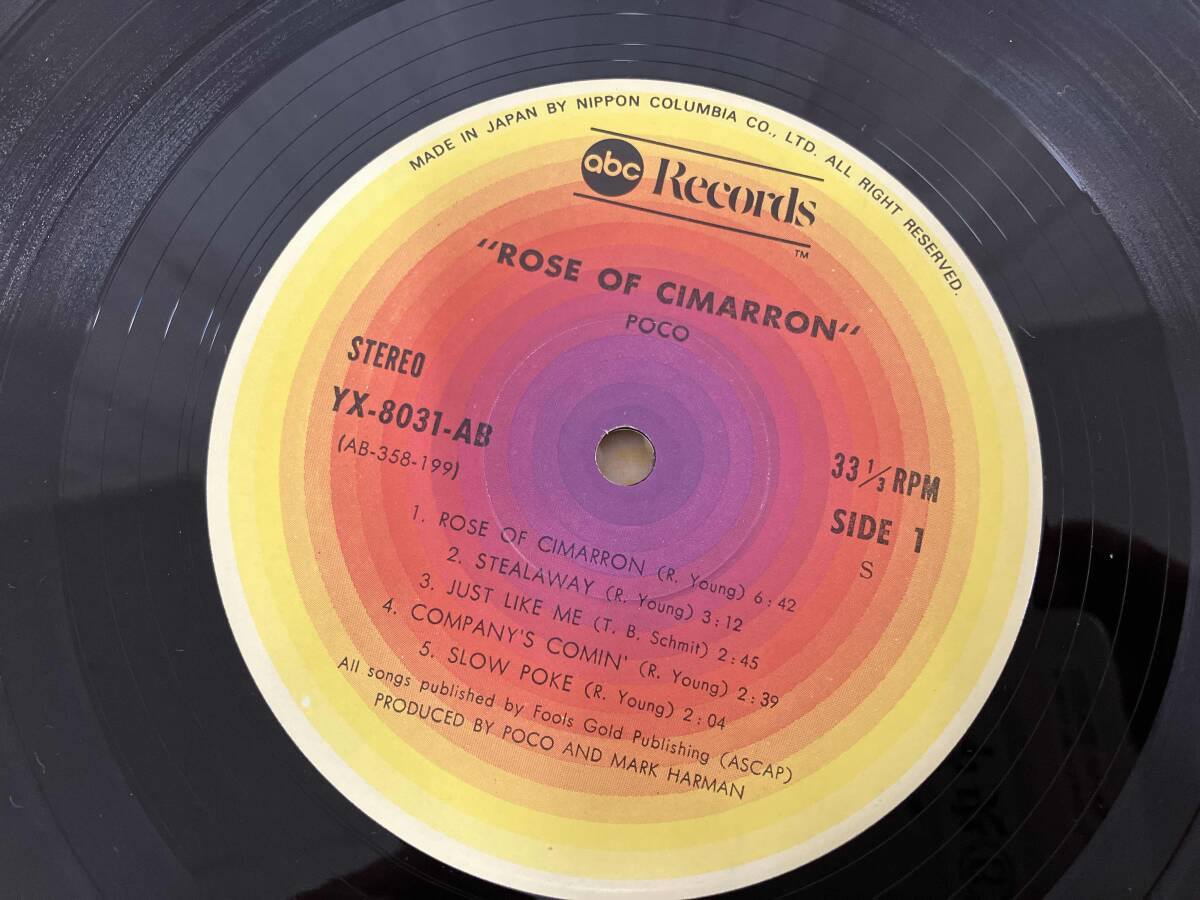 MADE IN JAPAN BY NIPPON COLUMBIA CO., LTD. ALL RIGHT RESERVED.
abc Records
TM
"ROSE OF CIMARRON"
POCO
STEREO
YX-8031-AB
(AB-358-199)
33 1/3 RPM
SIDE 1
S
1. ROSE OF CIMARRON (R. Young) 6:42
2. STEALAWAY (R. Young) 3:12
3. JUST LIKE ME (T. B. Schmit) 2:45
4. COMPANY'S COMIN' (R. Young) 2:39
5. SLOW POKE (R. Young) 2:04
All songs published by Fools Gold Publishing (ASCAP)
PRODUCED BY POCO AND MARK HARMAN